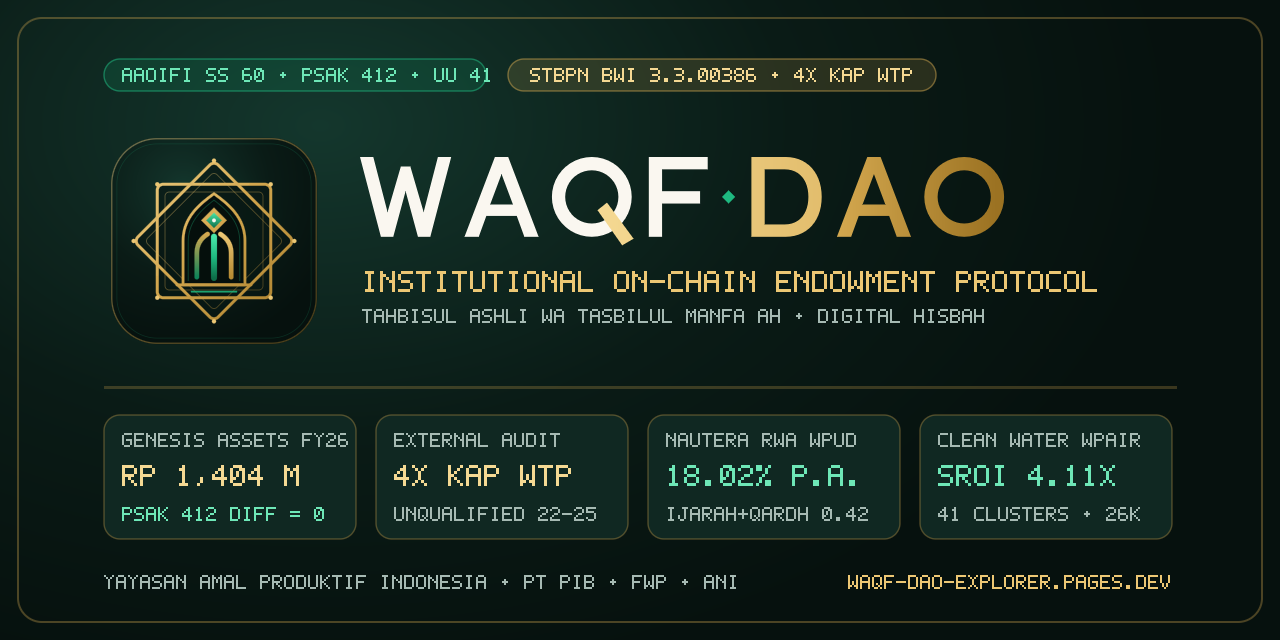 AAOIFI SS 60 + PSAK 412 + UU 41
STBPN BWI 3.3.00386 + 4X KAP WTP
WAQF·DAO
INSTITUTIONAL ON-CHAIN ENDOWMENT PROTOCOL
TAHBISUL ASHLI WA TASBILUL MANFA AH + DIGITAL HISBAH
GENESIS ASSETS FY26
RP 1,404 M
PSAK 412 DIFF = 0
EXTERNAL AUDIT
4X KAP WTP
UNQUALIFIED 22-25
NAUTERA RWA WPUD
18.02% P.A.
IJARAH+QARDH 0.42
CLEAN WATER WPAIR
SROI 4.11X
41 CLUSTERS + 26K
YAYASAN AMAL PRODUKTIF INDONESIA + PT PIB + FWP + ANI
WAQF-DAO-EXPLORER.PAGES.DEV